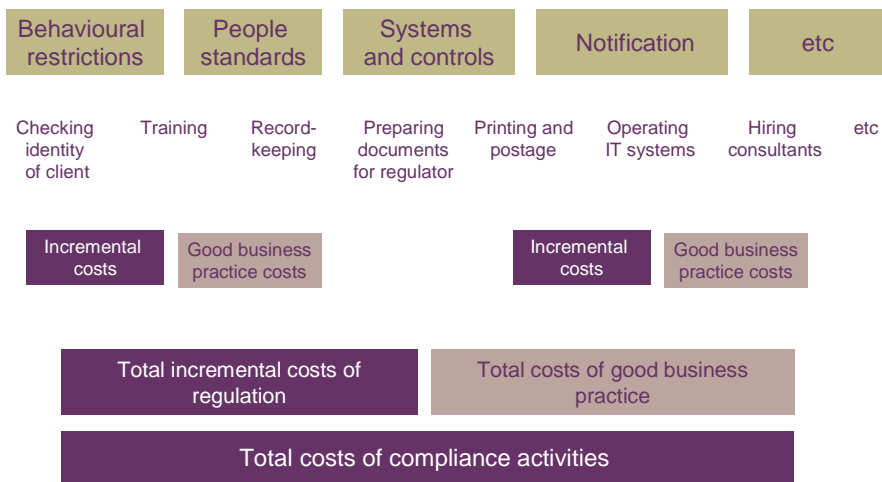 Behavioural
restrictions
People
standards
Systems
and controls
Notification
etc
Checking
identity
of client
Training
Record-
keeping
Preparing
documents
for regulator
Printing and
postage
Operating
IT systems
Hiring
consultants
etc
Incremental
costs
Good business
practice costs
Incremental
costs
Good business
practice costs
Total incremental costs of
regulation
Total costs of good business
practice
Total costs of compliance activities